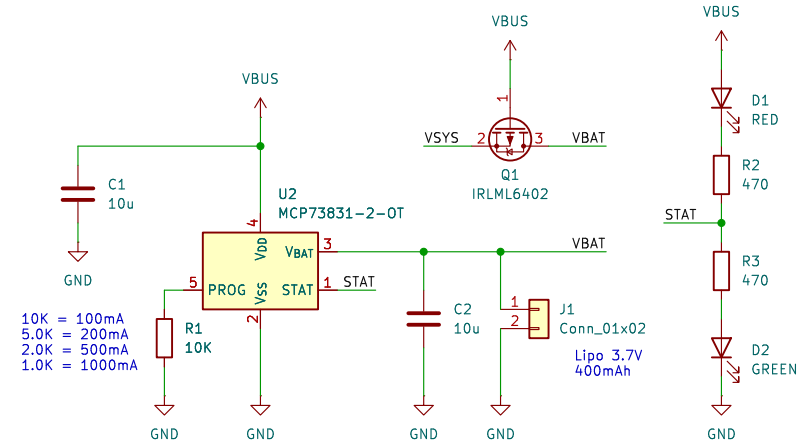 VBUS
VBUS
VBUS
1
VSYS
2
3
VBAT
Q1
IRLML6402
D1
RED
R2
470
STAT
R3
470
D2
GREEN
GND
C1
10u
GND
U2
MCP73831-2-OT
4
VDD
VBAT
3
VBAT
5
PROG
VSS
STAT
1
STAT
2
10K = 100mA
5.0K = 200mA
2.0K = 500mA
1.0K = 1000mA
R1
10K
C2
10u
1
2
J1
Conn_01x02
Lipo 3.7V
400mAh
GND
GND
GND
GND